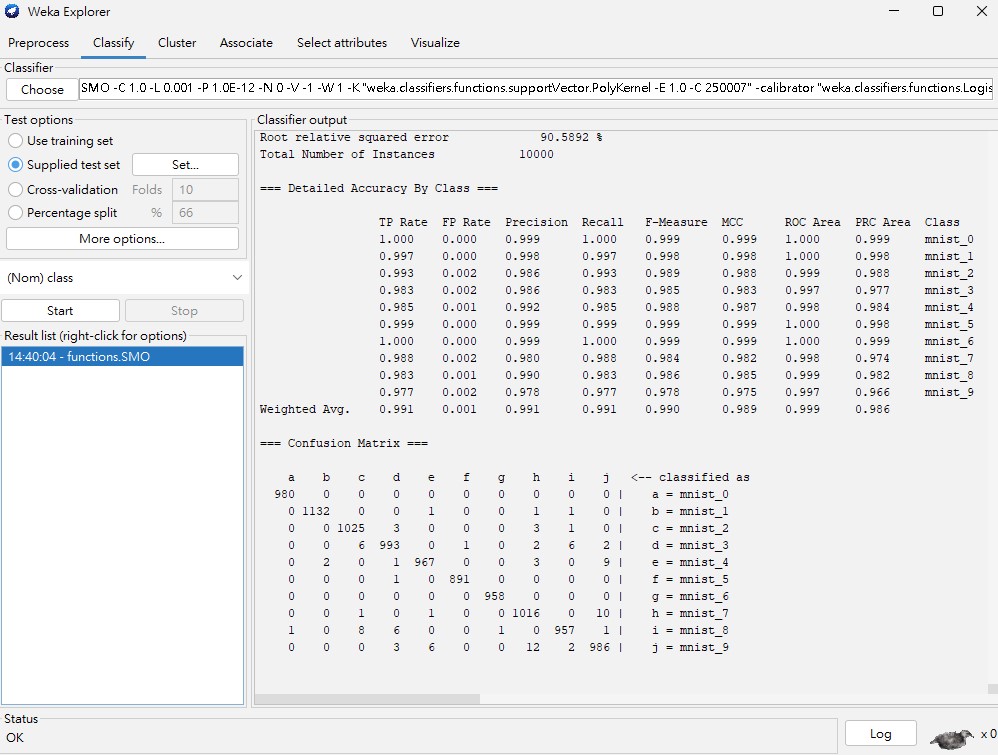 Weka Explorer
Preprocess Classify Cluster Associate Select attributes Visualize
Classifier
Choose SMO -C 1.0 -L 0.001 -P 1.0E-12 -N 0 -V -1 -W 1 -K "weka.classifiers.functions.supportVector.PolyKernel -E 1.0 -C 250007" -calibrator "weka.classifiers.functions.Logis
Test options
Use training set
Supplied test set Set...
Cross-validation Folds 10
Percentage split % 66
More options...
(Nom) class
Start Stop
Result list (right-click for options)
14:40:04 - functions.SMO
Classifier output
Root relative squared error 90.5892 %
Total Number of Instances 10000
=== Detailed Accuracy By Class ===
TP Rate FP Rate Precision Recall F-Measure MCC ROC Area PRC Area Class
1.000 0.000 0.999 1.000 0.999 0.999 1.000 0.999 mnist_0
0.997 0.000 0.998 0.997 0.998 0.998 1.000 0.998 mnist_1
0.993 0.002 0.986 0.993 0.989 0.988 0.999 0.988 mnist_2
0.983 0.002 0.986 0.983 0.985 0.983 0.997 0.977 mnist_3
0.985 0.001 0.992 0.985 0.988 0.987 0.998 0.984 mnist_4
0.999 0.000 0.999 0.999 0.999 0.999 1.000 0.998 mnist_5
1.000 0.000 0.999 1.000 0.999 0.999 1.000 0.999 mnist_6
0.988 0.002 0.980 0.988 0.984 0.982 0.998 0.974 mnist_7
0.983 0.001 0.990 0.983 0.986 0.985 0.999 0.982 mnist_8
0.977 0.002 0.978 0.977 0.978 0.975 0.997 0.966 mnist_9
Weighted Avg. 0.991 0.001 0.991 0.991 0.990 0.989 0.999 0.986
=== Confusion Matrix ===
a b c d e f g h i j <-- classified as
980 0 0 0 0 0 0 0 0 0 | a = mnist_0
0 1132 0 0 1 0 0 1 1 0 | b = mnist_1
0 0 1025 3 0 0 0 3 1 0 | c = mnist_2
0 0 6 993 0 1 0 2 6 2 | d = mnist_3
0 2 0 1 967 0 0 3 0 9 | e = mnist_4
0 0 0 1 0 891 0 0 0 0 | f = mnist_5
0 0 0 0 0 0 958 0 0 0 | g = mnist_6
0 0 1 0 1 0 0 1016 0 10 | h = mnist_7
1 0 8 6 0 0 1 0 957 1 | i = mnist_8
0 0 0 3 6 0 0 12 2 986 | j = mnist_9
Status
OK
Log
x 0